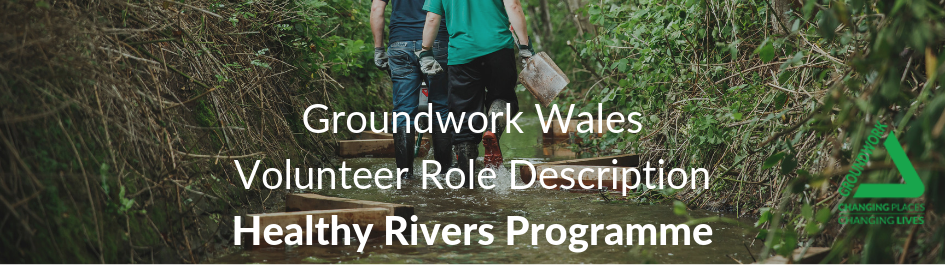 Groundwork Wales
Volunteer Role Description
Healthy Rivers Programme
GROUNDWORK
CHANGING PLACES
CHANGING LIVES